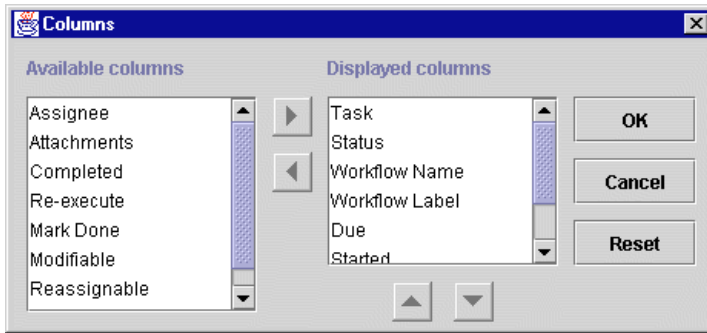 Columns
Available columns
Displayed columns
Assignee
Attachments
Completed
Re-execute
Mark Done
Modifiable
Reassignable
Task
Status
Workflow Name
Workflow Label
Due
Started
OK
Cancel
Reset